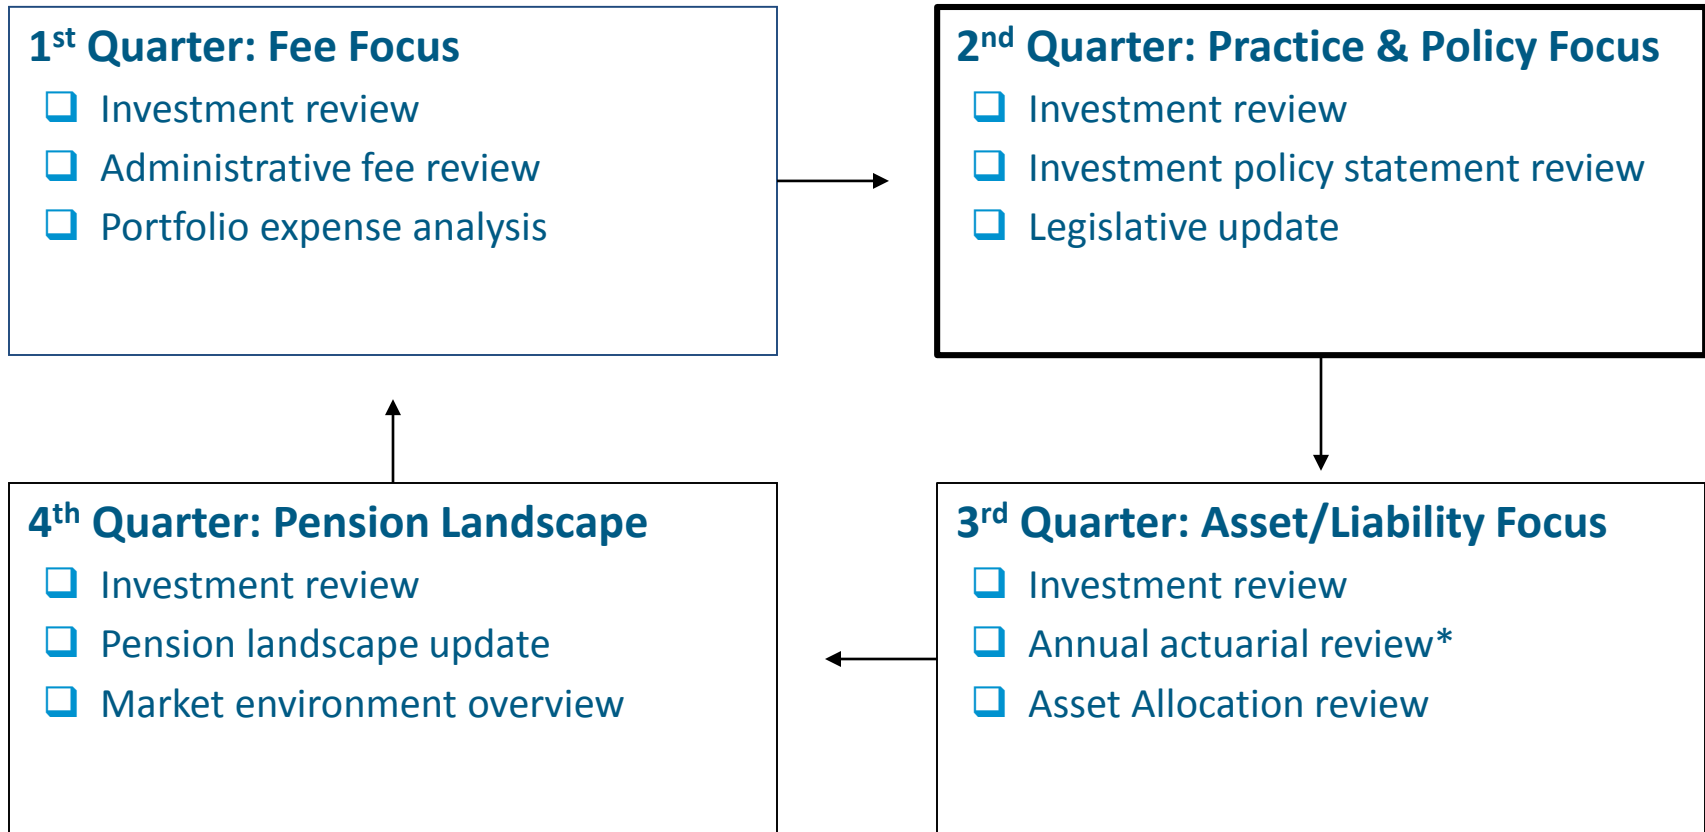 1st Quarter: Fee Focus
Investment review
Administrative fee review
Portfolio expense analysis
2nd Quarter: Practice & Policy Focus
Investment review
Investment policy statement review
Legislative update
3rd Quarter: Asset/Liability Focus
Investment review
Annual actuarial review*
Asset Allocation review
4th Quarter: Pension Landscape
Investment review
Pension landscape update
Market environment overview